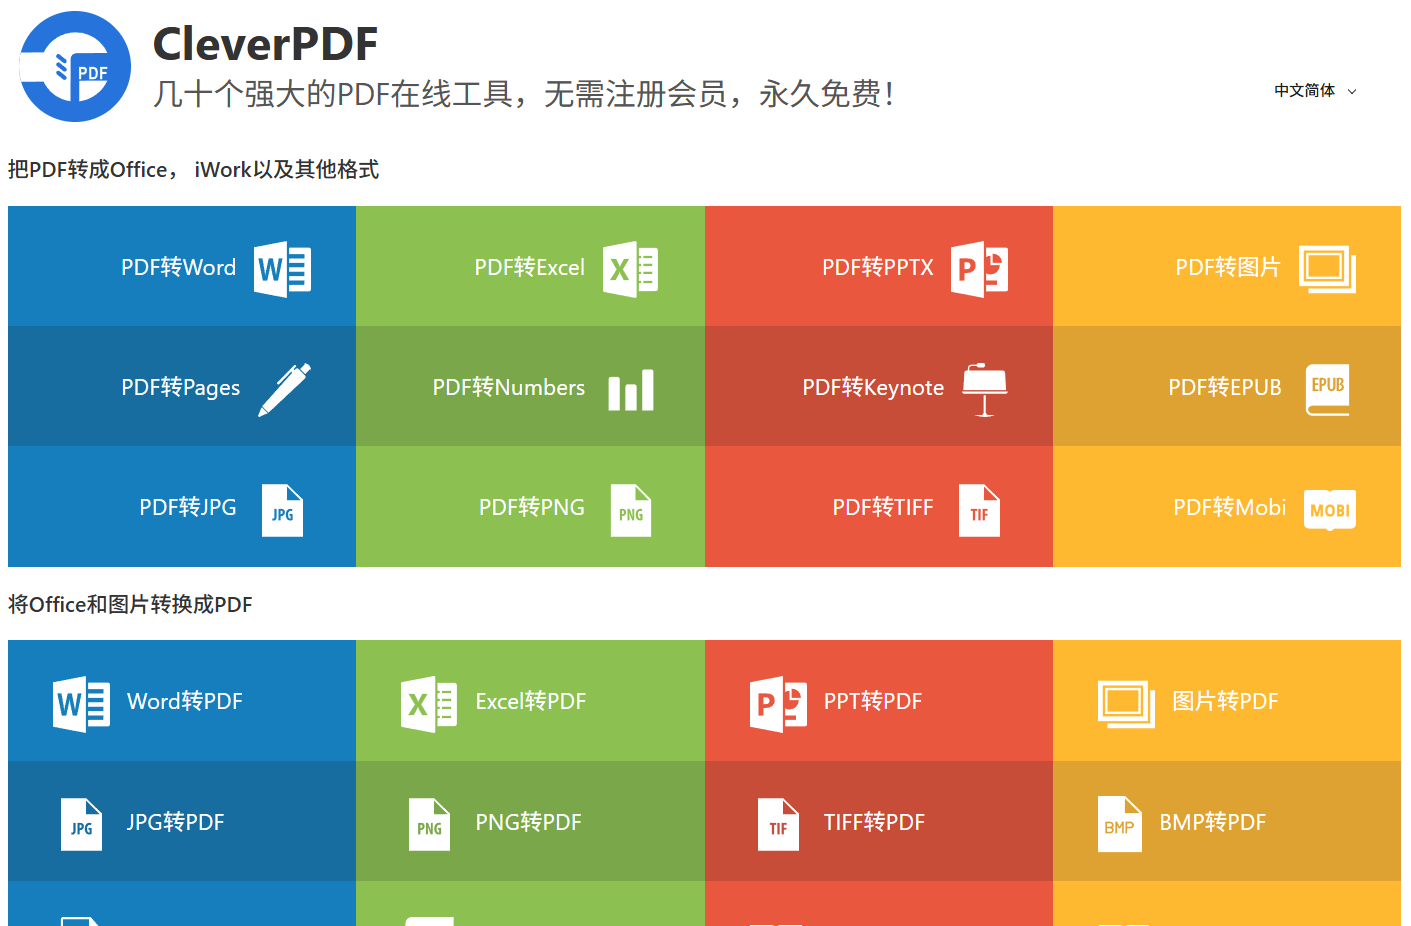 PDF
CleverPDF
几十个强大的PDF在线工具，无需注册会员，永久免费！
中文简体
把PDF转成Office， iWork以及其他格式
PDF转Word
W
PDF转Excel
X
PDF转PPTX
P
PDF转图片
PDF转Pages
PDF转Numbers
PDF转Keynote
PDF转EPUB
EPUB
PDF转JPG
JPG
PDF转PNG
PNG
PDF转TIFF
TIF
PDF转Mobi
MOBI
将Office和图片转换成PDF
W
Word转PDF
X
Excel转PDF
P
PPT转PDF
图片转PDF
JPG
JPG转PDF
PNG
PNG转PDF
TIF
TIFF转PDF
BMP
BMP转PDF